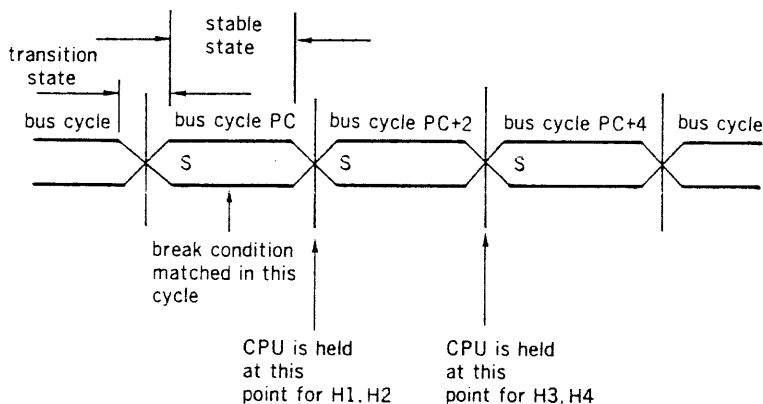 stable
state
transition
state
bus cycle
bus cycle PC
bus cycle PC+2
bus cycle PC+4
bus cycle
S
S
S
break condition
matched in this
cycle
CPU is held
at this
point for H1, H2
CPU is held
at this
point for H3, H4